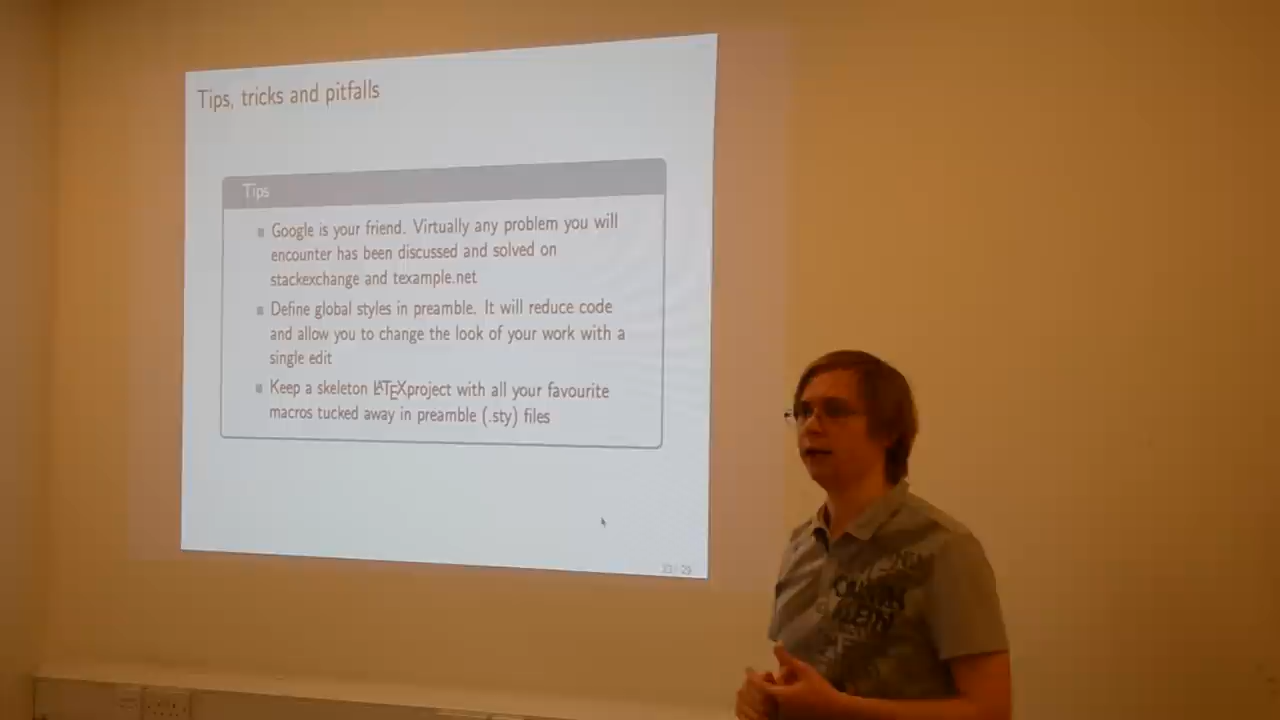 Tips, tricks and pitfalls
Tips
Google is your friend. Virtually any problem you will
encounter has been discussed and solved on
stackexchange and texample.net
Define global styles in preamble. It will reduce code
and allow you to change the look of your work with a
single edit
Keep a skeleton LATEXproject with all your favourite
macros tucked away in preamble (.sty) files
/ 29